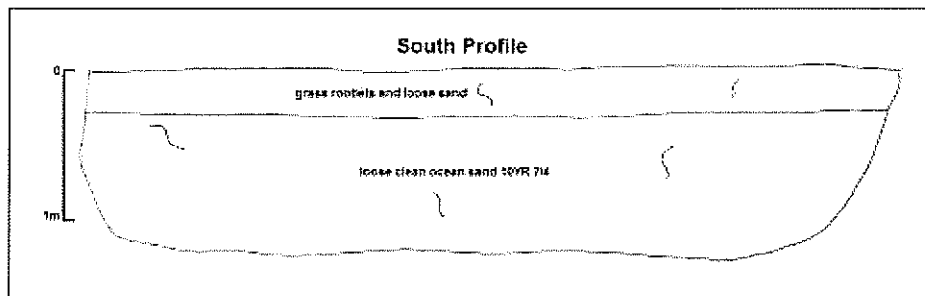 South Profile
0
grass rootlets and loose sand
loose clean ocean sand 10YR 7/4
1m